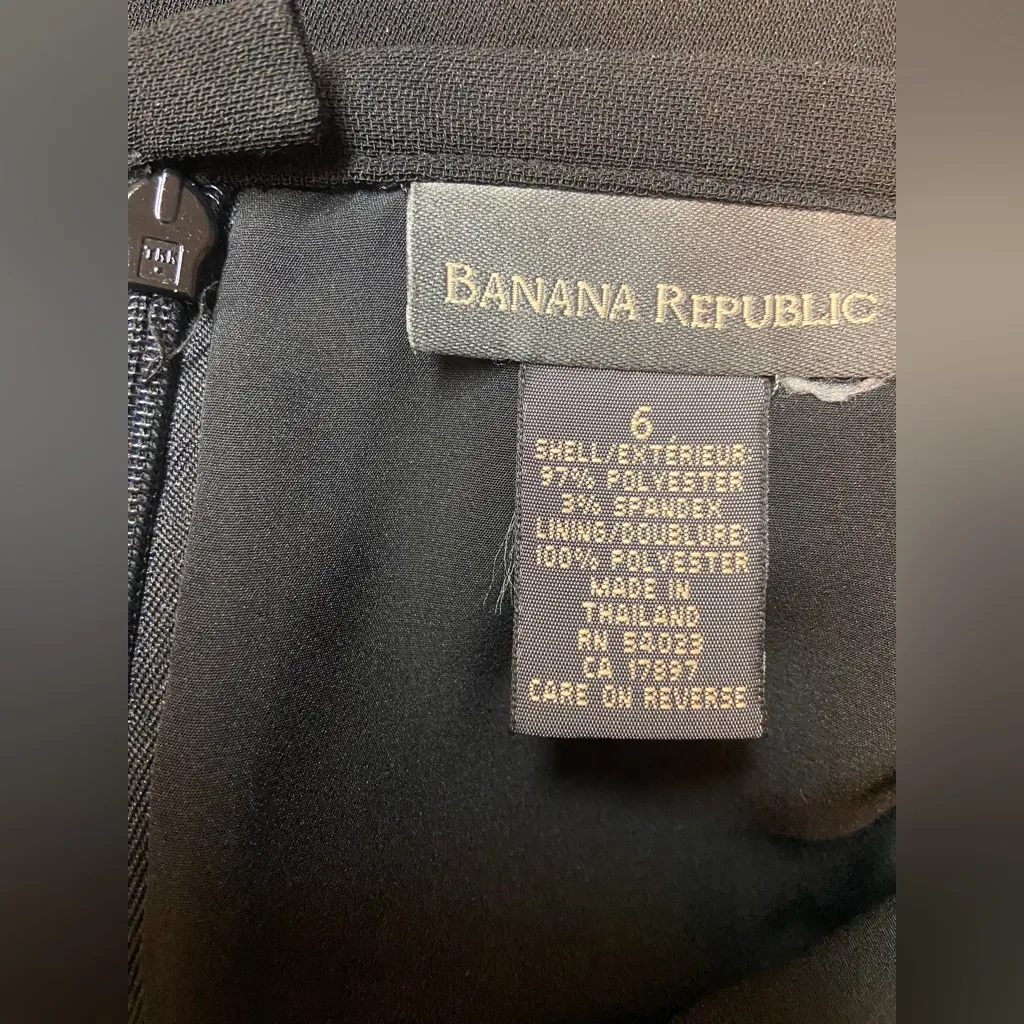 BANANA REPUBLIC
6
SHELL/EXTÉRIEUR
97% POLYESTER
3% SPANDEX
LINING/DOUBLURE
100% POLYESTER
MADE IN
THAILAND
RN 54023
CA 17897
CARE ON REVERSE